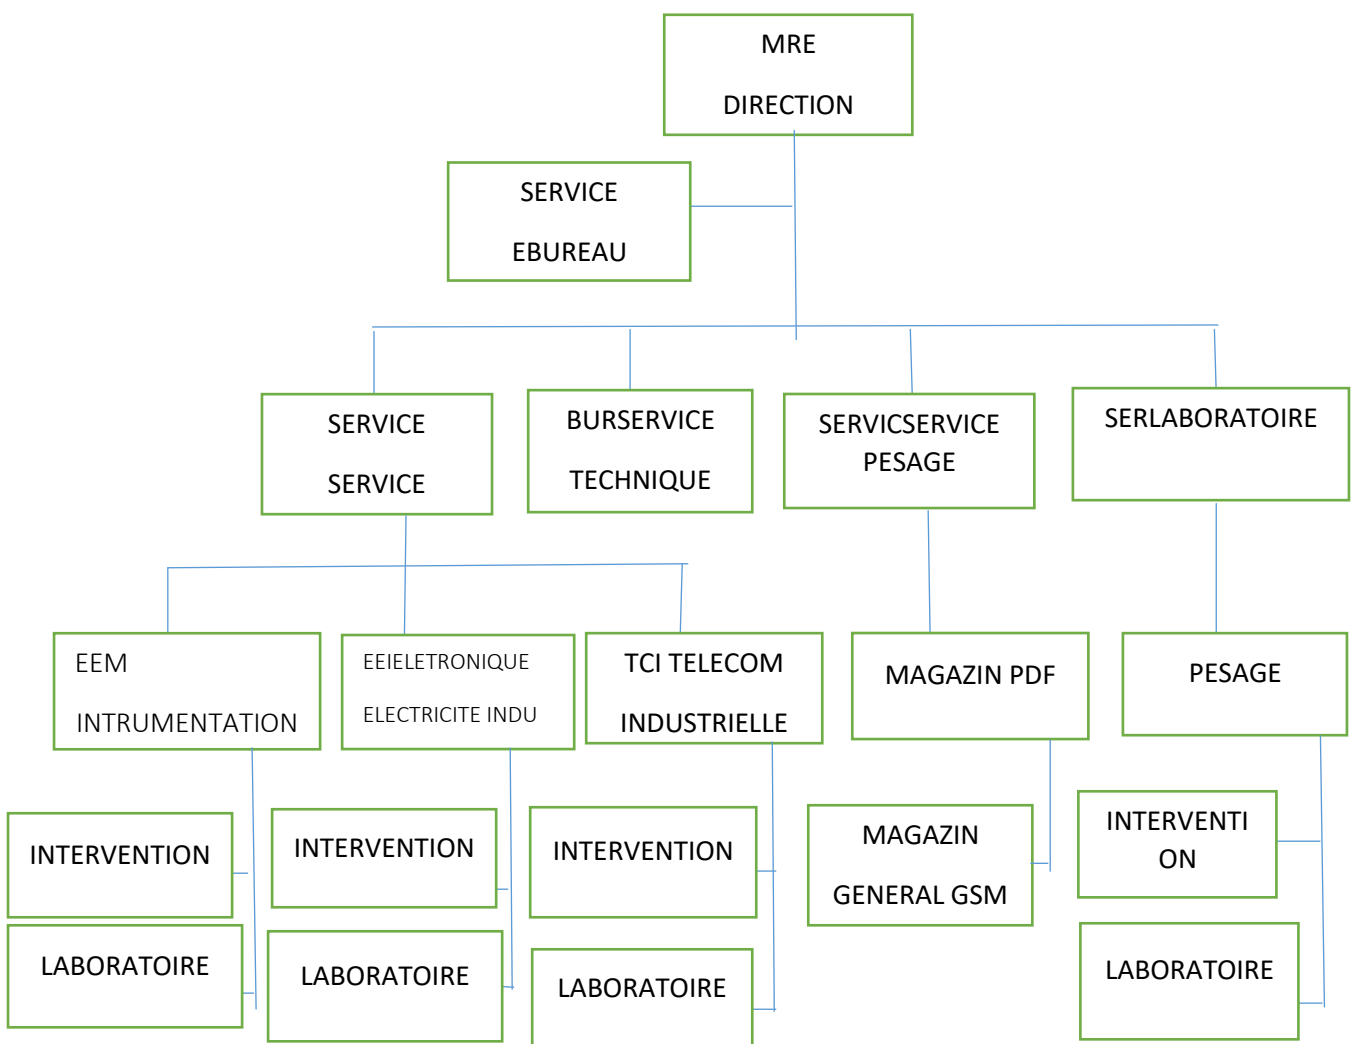 MRE
DIRECTION
SERVICE
EBUREAU
SERVICE
SERVICE
BURSERVICE
TECHNIQUE
SERVICSERVICE
PESAGE
SERLABORATOIRE
EEM
INTRUMENTATION
EEIELETRONIQUE
ELECTRICITE INDU
TCI TELECOM
INDUSTRIELLE
MAGAZIN PDF
PESAGE
INTERVENTION
INTERVENTION
INTERVENTION
MAGAZIN
GENERAL GSM
INTERVENTI
ON
LABORATOIRE
LABORATOIRE
LABORATOIRE
LABORATOIRE